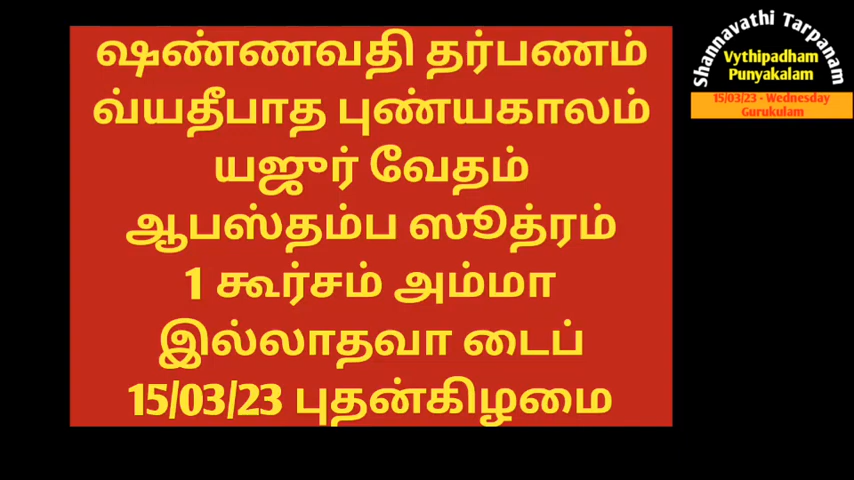 ஷண்ணவதி தர்பணம்
வ்யதீபாத புண்யகாலம்
யஜுர் வேதம்
ஆபஸ்தம்ப ஸூத்ரம்
1 கூர்சம் அம்மா
இல்லாதவா டைப்
15/03/23 புதன்கிழமை
Shannavathi Tarpanam
Vythipadham
Punyakalam
15/03/23 - Wednesday
Gurukulam